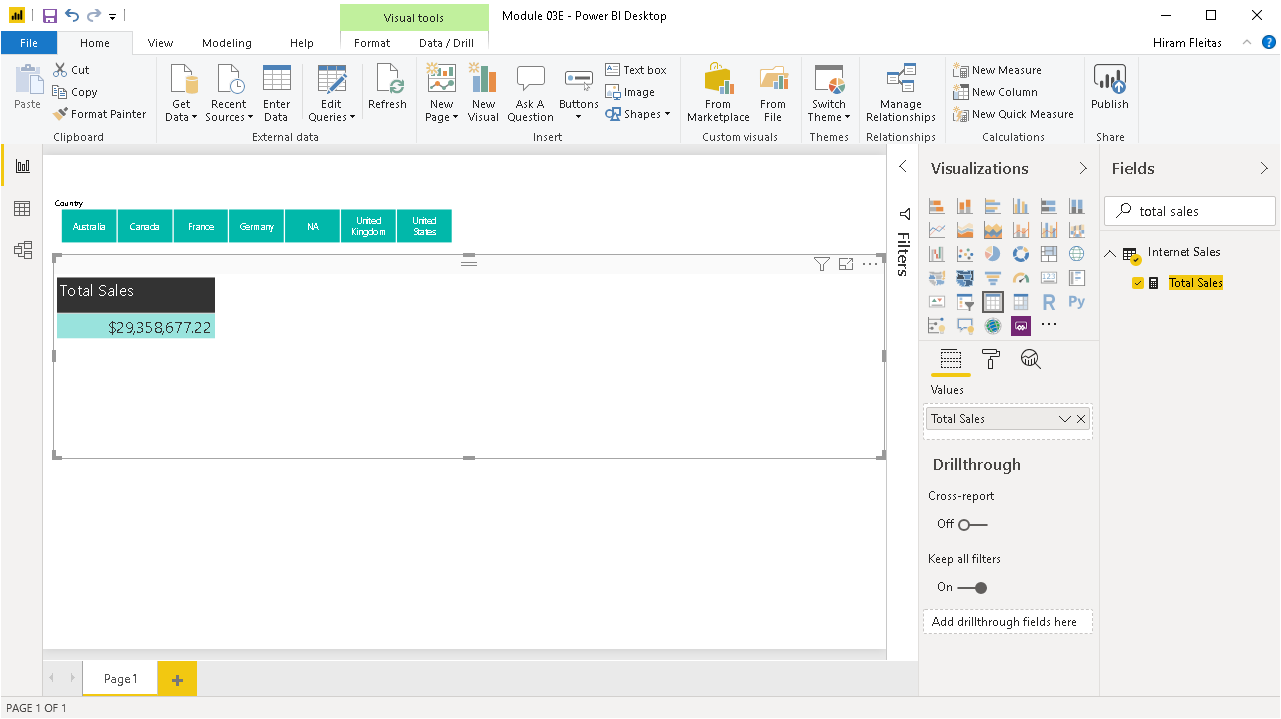 Visual tools
Module 03E - Power BI Desktop
File
Home
View
Modeling
Help
Format
Data / Drill
Hiram Fleitas
Paste
Cut
Copy
Format Painter
Clipboard
Get
Data
Recent
Sources
Enter
Data
Edit
Queries
External data
Refresh
New
Page
New
Visual
Ask A
Question
Buttons
Text box
Image
Shapes
Insert
From
Marketplace
From
File
Custom visuals
Switch
Theme
Themes
Manage
Relationships
Relationships
New Measure
New Column
New Quick Measure
Calculations
Publish
Share
Country
Australia
Canada
France
Germany
NA
United
Kingdom
United
States
Total Sales
$29,358,677.22
Filters
Visualizations
R
Py
Values
Total Sales
Drillthrough
Cross-report
Off
Keep all filters
On
Add drillthrough fields here
Fields
total sales
Internet Sales
Total Sales
Page1
PAGE 1 OF 1